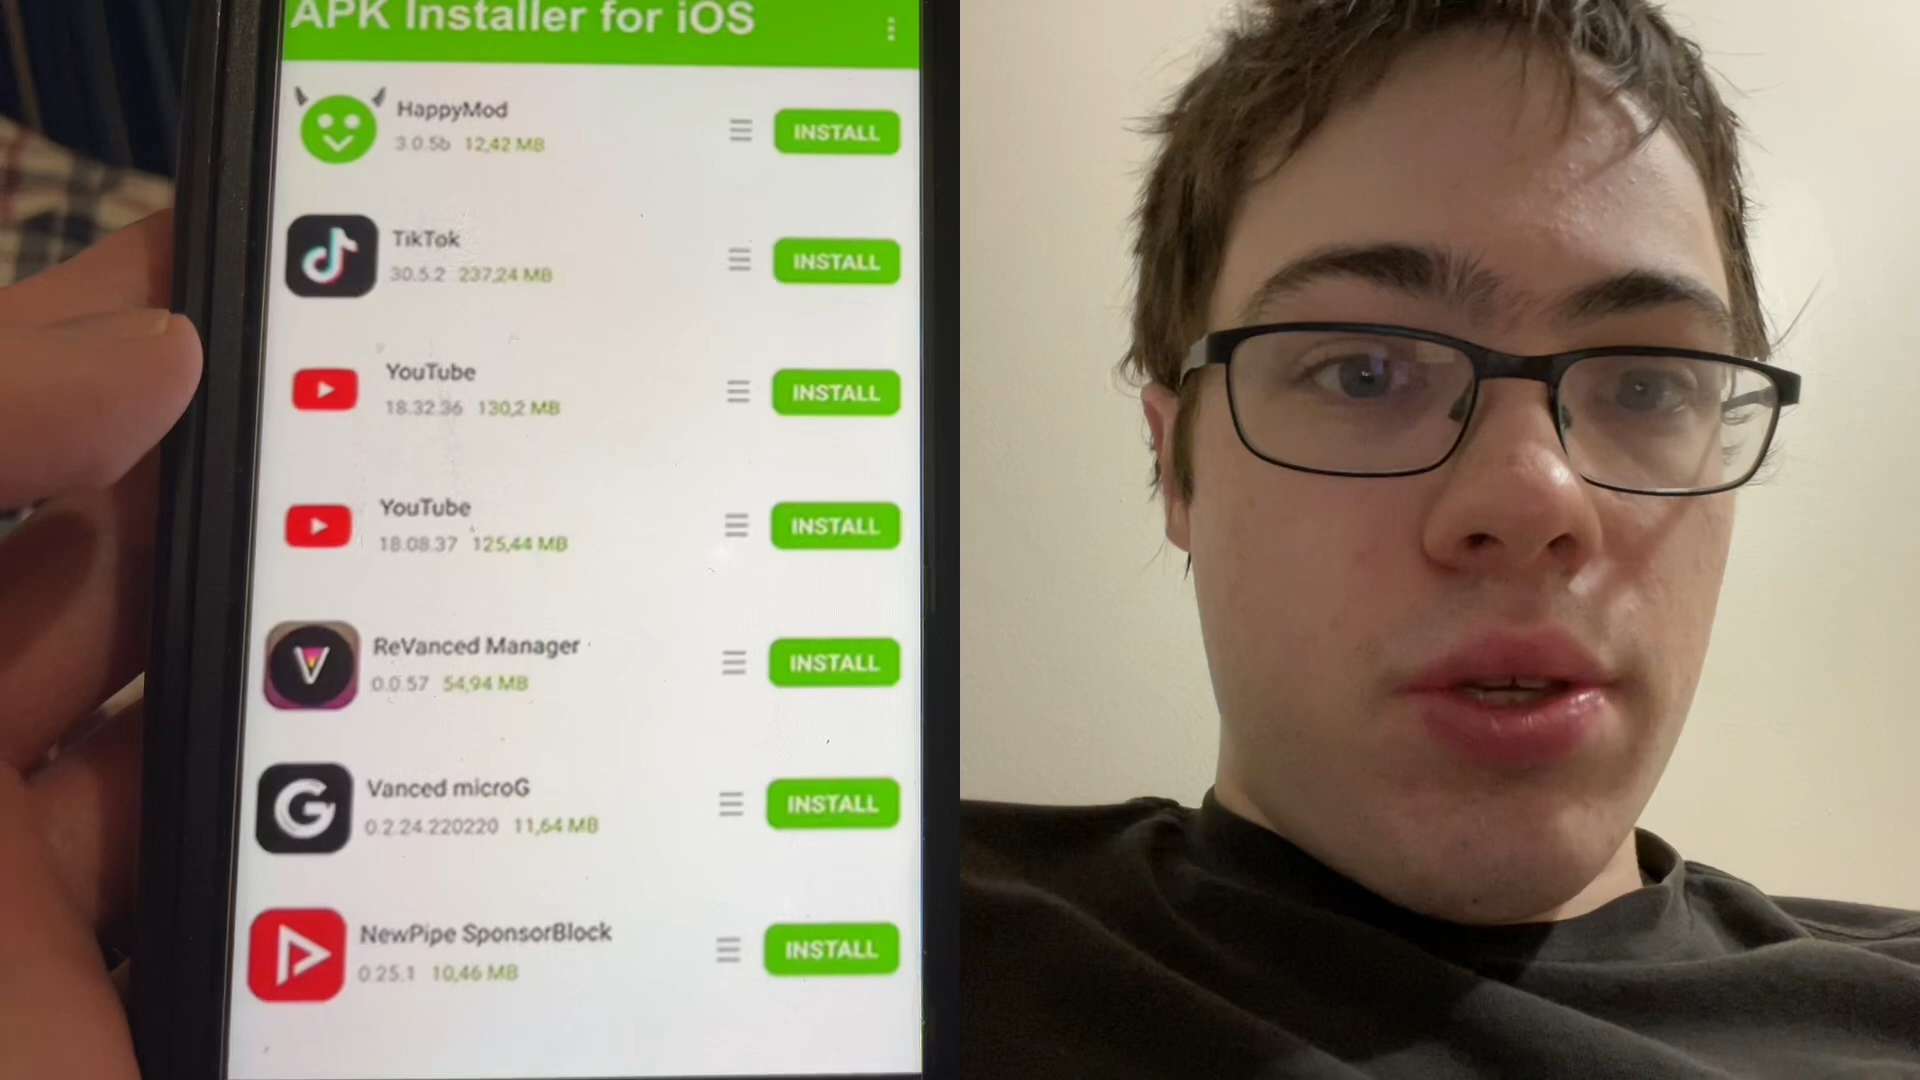 APK Installer for iOS
HappyMod
3.0.5b 12,42 MB
INSTALL
TikTok
30.5.2 237,24 MB
INSTALL
YouTube
18.32.36 130,2 MB
INSTALL
YouTube
18.08.37 125,44 MB
INSTALL
ReVanced Manager
0.0.57 54,94 MB
INSTALL
Vanced microG
0.2.24.220220 11,64 MB
INSTALL
NewPipe SponsorBlock
0.25.1 10,46 MB
INSTALL